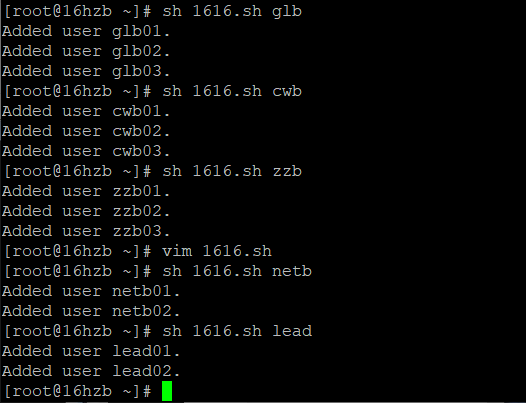 [root@16hzb ~]# sh 1616.sh glb
Added user glb01.
Added user glb02.
Added user glb03.
[root@16hzb ~]# sh 1616.sh cwb
Added user cwb01.
Added user cwb02.
Added user cwb03.
[root@16hzb ~]# sh 1616.sh zzb
Added user zzb01.
Added user zzb02.
Added user zzb03.
[root@16hzb ~]# vim 1616.sh
[root@16hzb ~]# sh 1616.sh netb
Added user netb01.
Added user netb02.
[root@16hzb ~]# sh 1616.sh lead
Added user lead01.
Added user lead02.
[root@16hzb ~]#